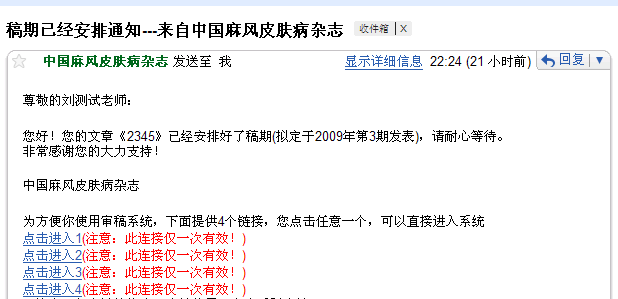 稿期已经安排通知---来自中国麻风皮肤病杂志 收件箱 | X
中国麻风皮肤病杂志 发送至 我 显示详细信息 22:24 (21 小时前) 回复 ▼
尊敬的刘测试老师：
您好！您的文章《2345》已经安排好了稿期(拟定于2009年第3期发表)，请耐心等待。
非常感谢您的大力支持！
中国麻风皮肤病杂志
为方便你使用审稿系统，下面提供4个链接，您点击任意一个，可以直接进入系统
点击进入1(注意：此连接仅一次有效！)
点击进入2(注意：此连接仅一次有效！)
点击进入3(注意：此连接仅一次有效！)
点击进入4(注意：此连接仅一次有效！)